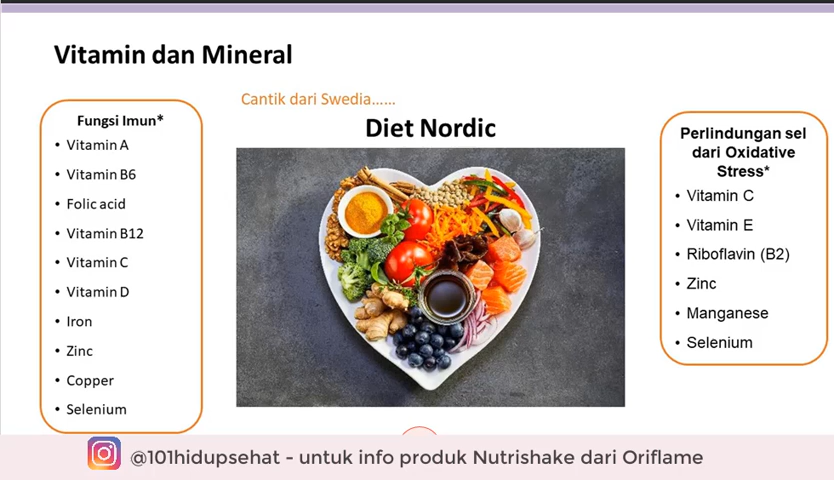 Vitamin dan Mineral
Cantik dari Swedia......
Diet Nordic
Fungsi Imun*
• Vitamin A
• Vitamin B6
• Folic acid
• Vitamin B12
• Vitamin C
• Vitamin D
• Iron
• Zinc
• Copper
• Selenium
Perlindungan sel
dari Oxidative
Stress*
• Vitamin C
• Vitamin E
• Riboflavin (B2)
• Zinc
• Manganese
• Selenium
@101hidupsehat - untuk info produk Nutrishake dari Oriflame